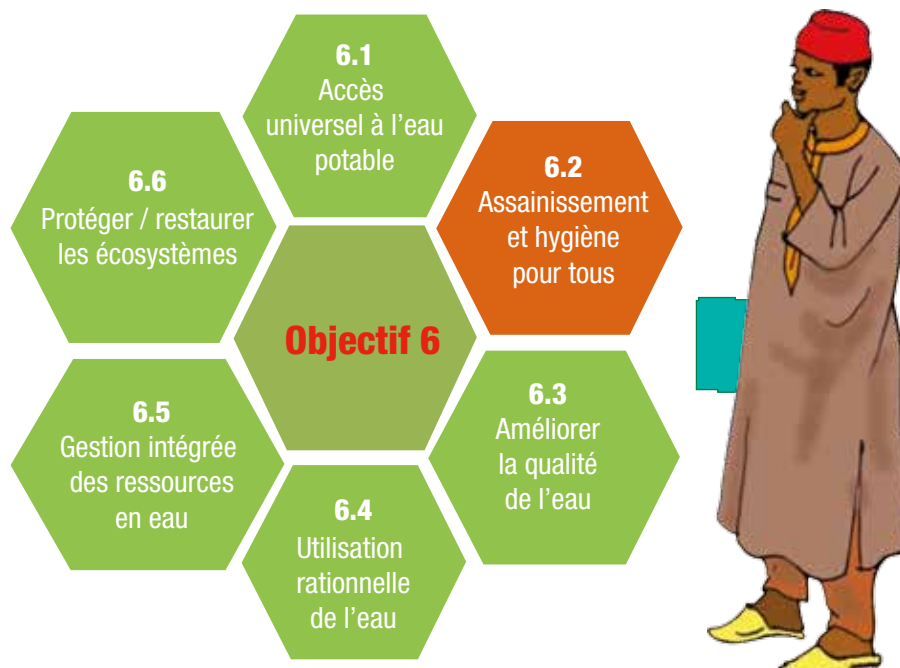 6.1
Accès
universel à l'eau
potable
6.2
Assainissement
et hygiène
pour tous
6.3
Améliorer
la qualité
de l'eau
6.4
Utilisation
rationnelle
de l'eau
6.5
Gestion intégrée
des ressources
en eau
6.6
Protéger / restaurer
les écosystèmes
Objectif 6